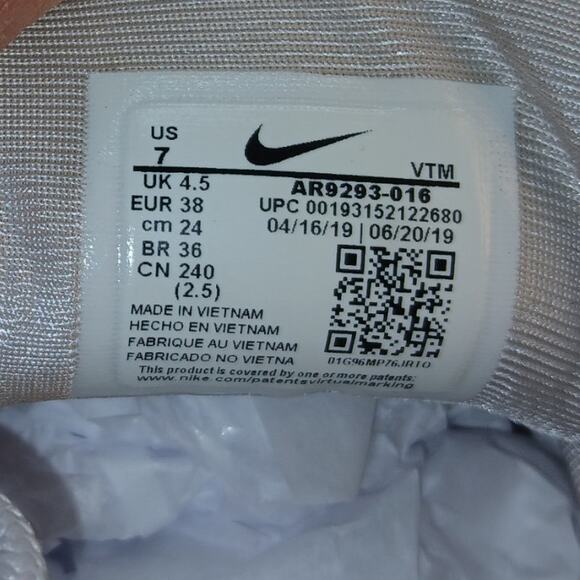 US
7
VTM
UK 4.5
EUR 38
cm 24
BR 36
CN 240
(2.5)
AR9293-016
UPC 00193152122680
04/16/19 | 06/20/19
01G96MP76JRTO
MADE IN VIETNAM
HECHO EN VIETNAM
FABRIQUE AU VIETNAM
FABRICADO NO VIETNA
This product is covered by one or more patents:
www.nike.com/patentsvirtualmarking